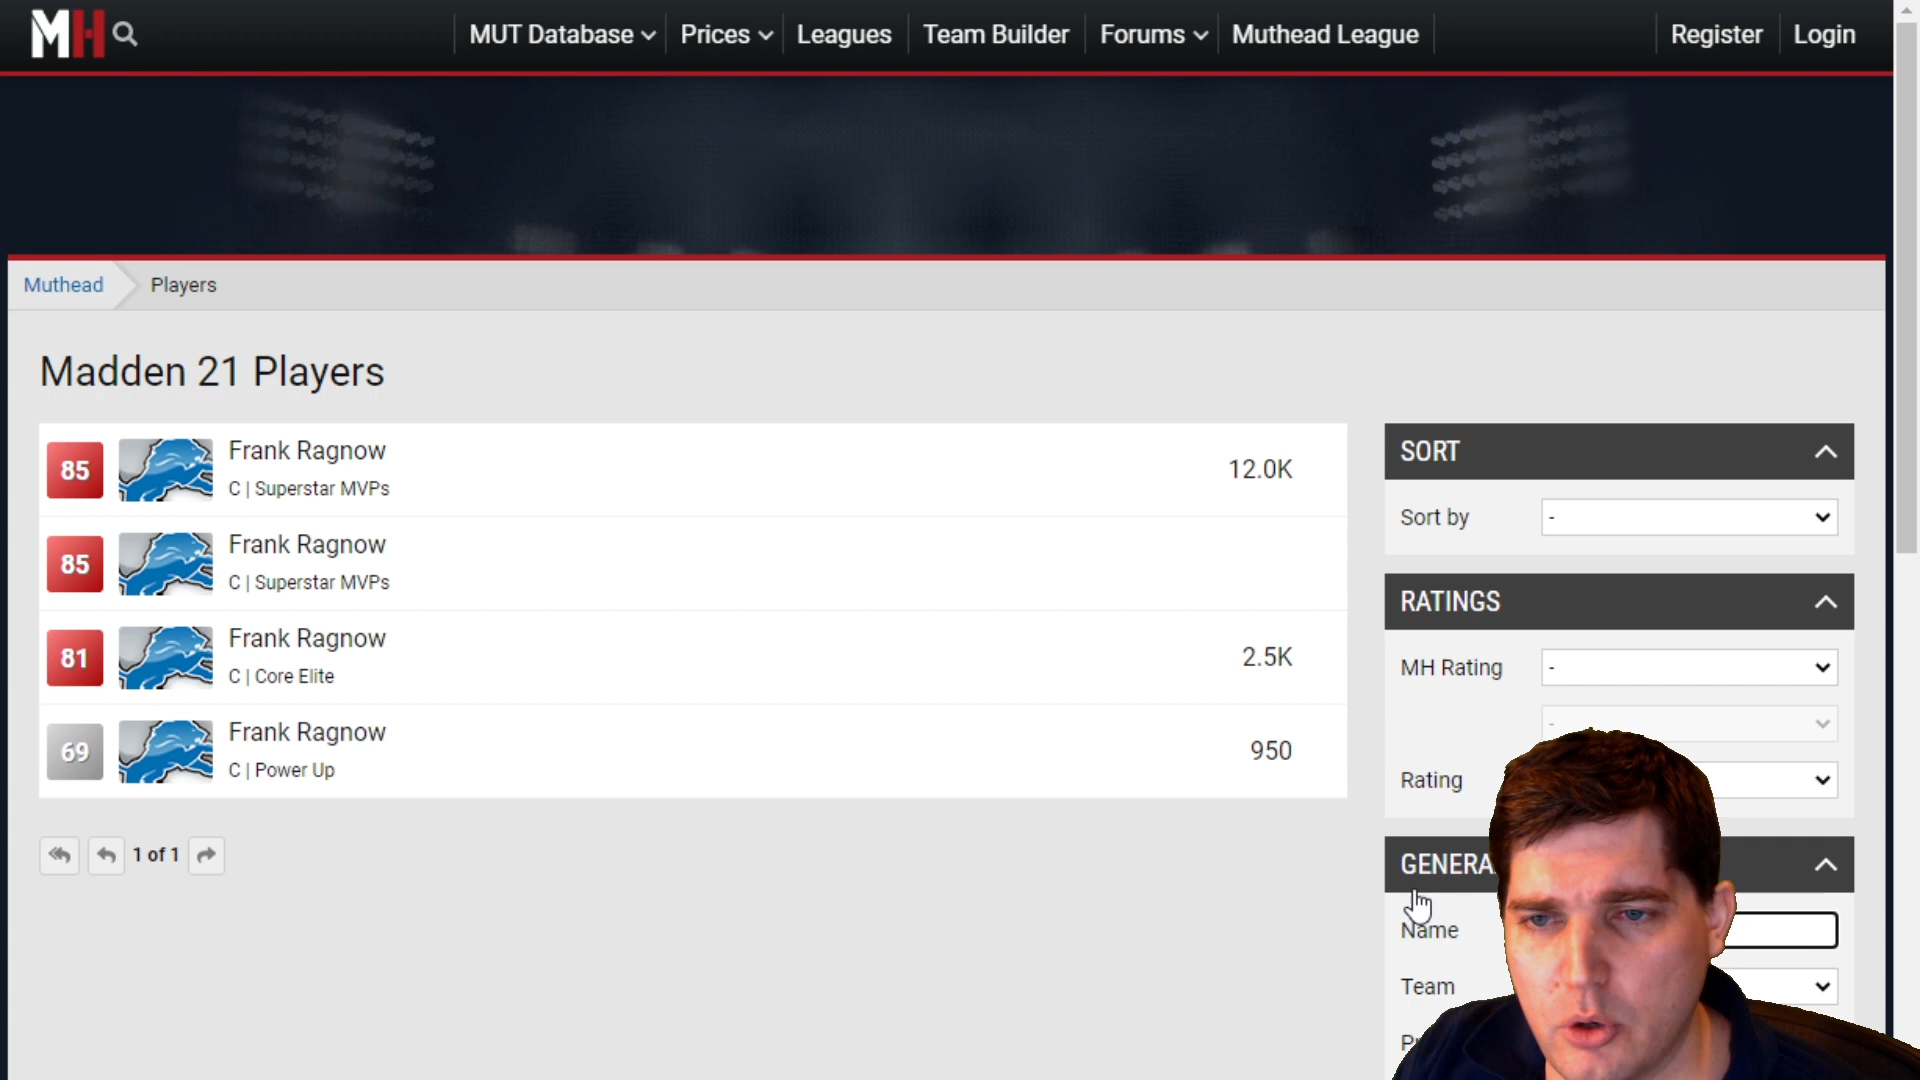 MH
MUT Database
Prices
Leagues
Team Builder
Forums
Muthead League
Register
Login
Muthead
Players
Madden 21 Players
85
Frank Ragnow
C | Superstar MVPs
12.0K
85
Frank Ragnow
C | Superstar MVPs
81
Frank Ragnow
C | Core Elite
2.5K
69
Frank Ragnow
C | Power Up
950
1 of 1
SORT
Sort by
-
RATINGS
MH Rating
-
-
Rating
GENERA
Name
Team